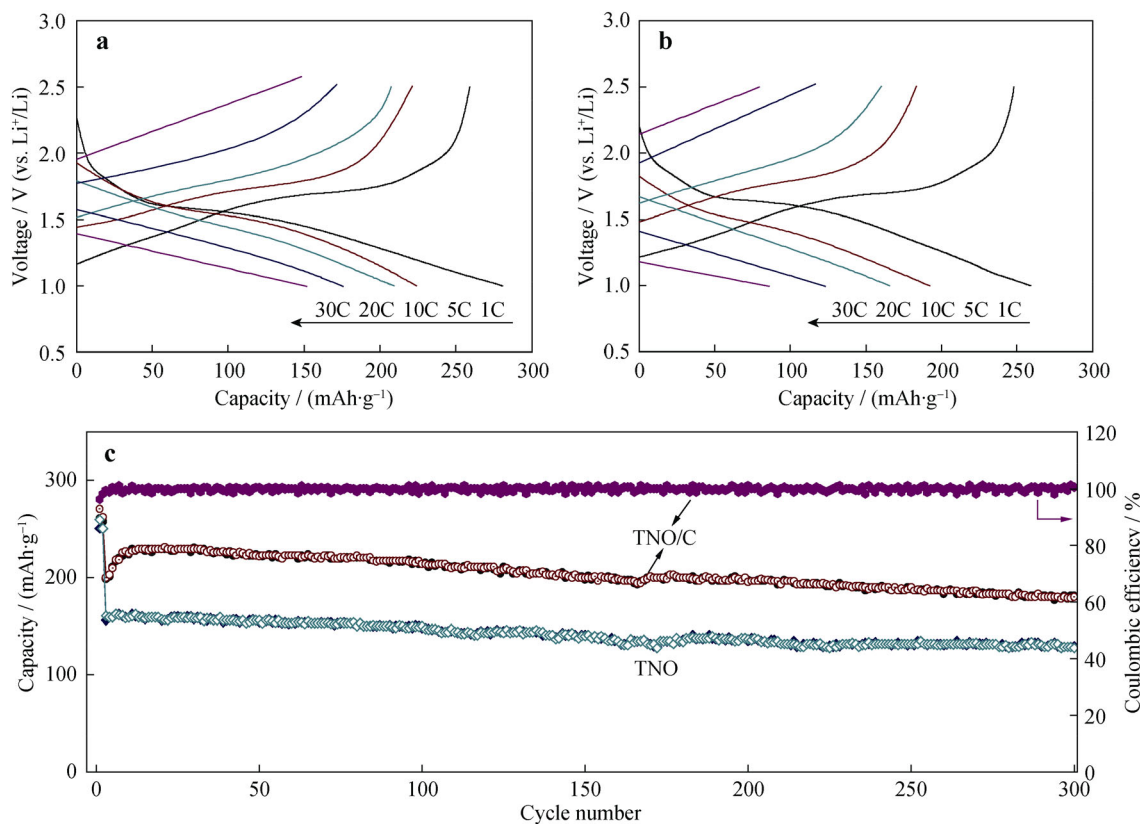 a
3.0
2.5
2.0
1.5
1.0
0.5
Voltage / V (vs. Li⁺/Li)
30C 20C 10C 5C 1C
0 50 100 150 200 250 300
Capacity / (mAh·g⁻¹)
b
3.0
2.5
2.0
1.5
1.0
0.5
Voltage / V (vs. Li⁺/Li)
30C 20C 10C 5C 1C
0 50 100 150 200 250 300
Capacity / (mAh·g⁻¹)
c
300
200
100
0
Capacity / (mAh·g⁻¹)
TNO/C
TNO
120
100
80
60
40
20
0
Coulombic efficiency / %
0 50 100 150 200 250 300
Cycle number